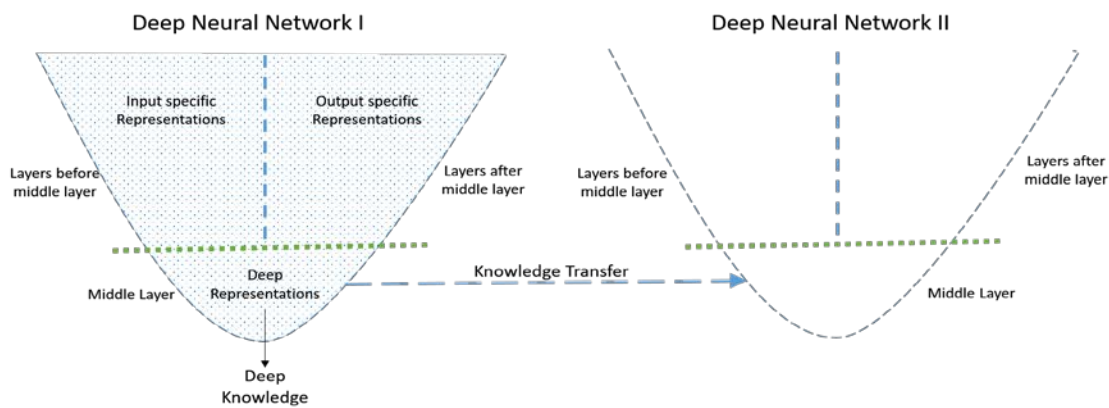 Deep Neural Network I
Input specific
Representations
Output specific
Representations
Layers before
middle layer
Layers after
middle layer
Middle Layer
Deep
Representations
Deep
Knowledge
Knowledge Transfer
Deep Neural Network II
Layers before
middle layer
Layers after
middle layer
Middle Layer